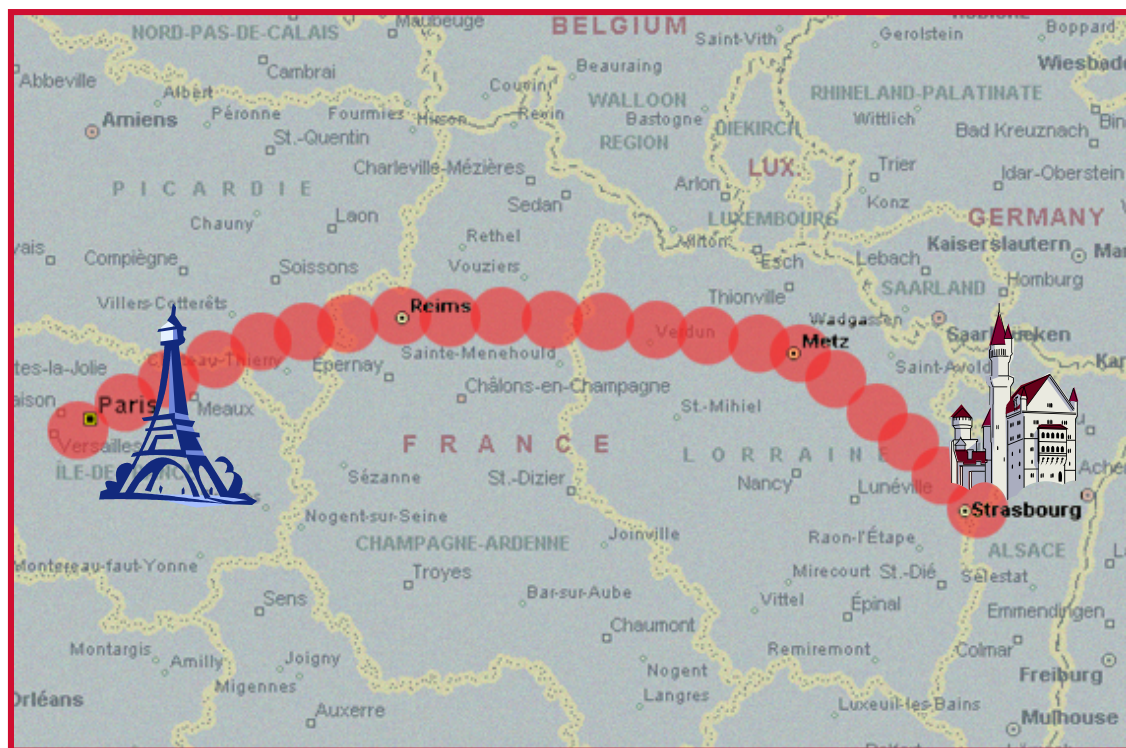 BELGIUM
Maubeuge
NORD-PAS-DE-CALAIS
Saint-Vith
Gerolstein
Boppard
Cambrai
Beauraing
Abbeville
Albert
Couvin
WALLOON
REGION
RHINELAND-PALATINATE
Amiens
Péronne
Fourmies
Hirson
Revin
Bastogne
DIEKIRCH
Wittlich
Bad Kreuznach
St.-Quentin
Charleville-Mézières
LUX.
Trier
Idar-Oberstein
PICARDIE
Arlon
Sedan
Konz
Chauny
Laon
LUXEMBOURG
GERMANY
Rethel
Virton
Kaiserslautern
Compiègne
Soissons
Vouziers
Esch
Lebach
Homburg
Villers-Cotterêts
Thionville
SAARLAND
Reims
Wadgassen
Verdun
Metz
Sainte-Menehould
Épernay
Saint-Avold
Châlons-en-Champagne
Paris
Meaux
St.-Mihiel
Versailles
FRANCE
LORRAINE
Sézanne
St.-Dizier
Nancy
Lunéville
Strasbourg
Nogent-sur-Seine
Joinville
Raon-l'Étape
CHAMPAGNE-ARDENNE
ALSACE
Montereau-faut-Yonne
Troyes
Mirecourt
St.-Dié
Sélestat
Sens
Bar-sur-Aube
Vittel
Épinal
Emmendingen
Chaumont
Montargis
Amilly
Joigny
Remiremont
Colmar
Nogent
Freiburg
Migennes
Langres
Luxeuil-les-Bains
Auxerre
Mulhouse